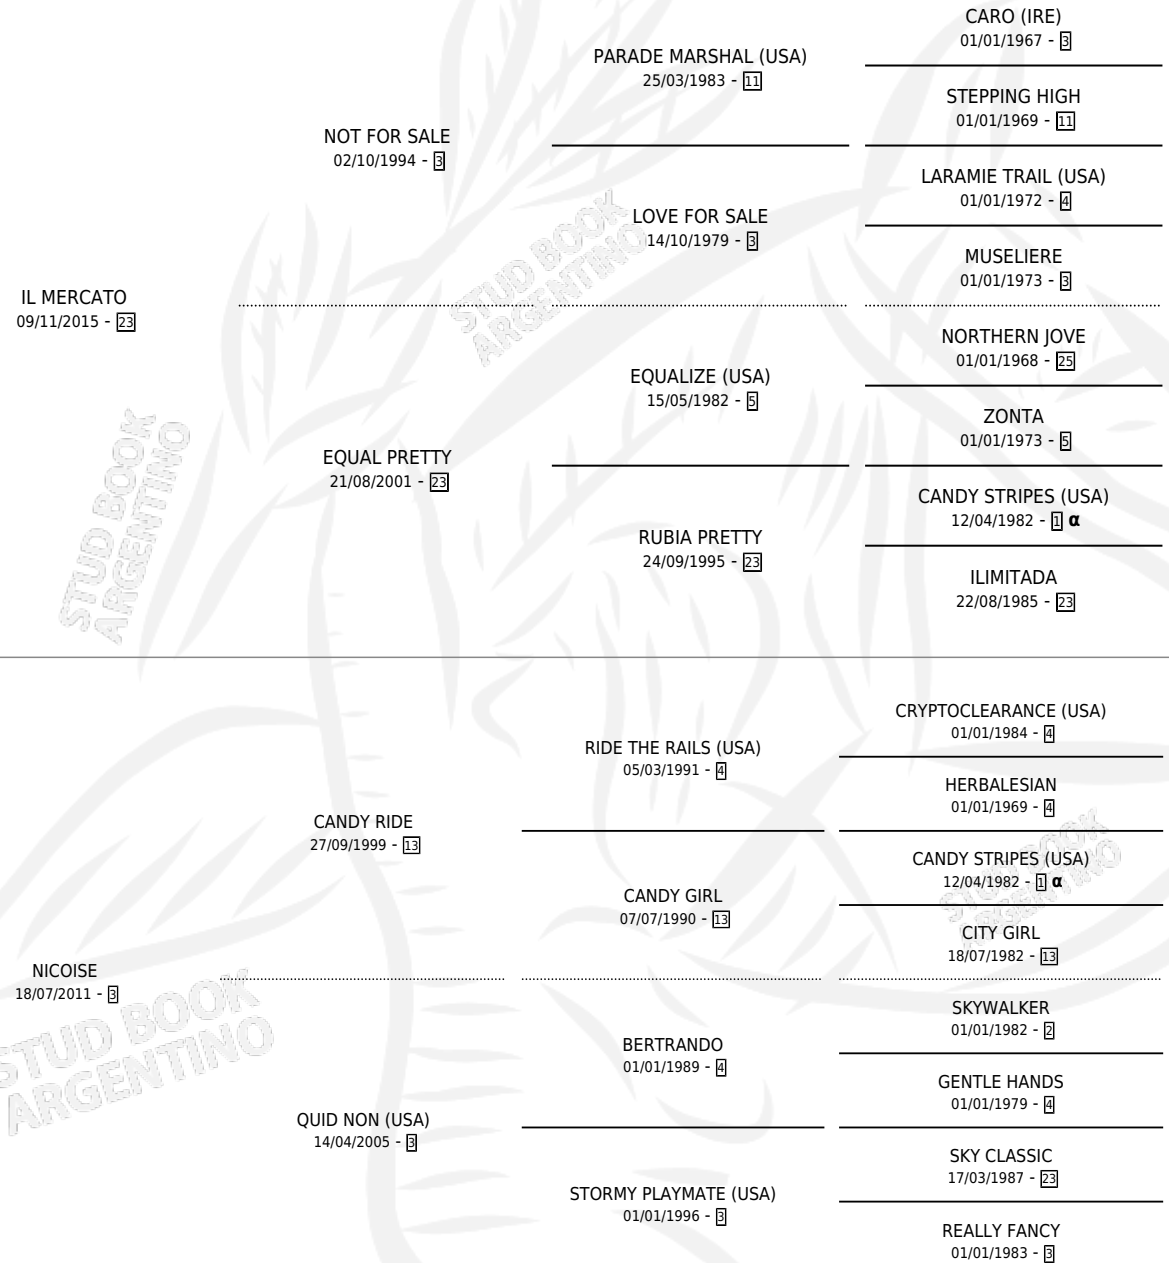 CARO (IRE)
01/01/1967 - 3
PARADE MARSHAL (USA)
25/03/1983 - 11
STEPPING HIGH
01/01/1969 - 11
NOT FOR SALE
02/10/1994 - 3
LARAMIE TRAIL (USA)
01/01/1972 - 4
LOVE FOR SALE
14/10/1979 - 3
MUSELIERE
01/01/1973 - 3
IL MERCATO
09/11/2015 - 23
NORTHERN JOVE
01/01/1968 - 25
EQUALIZE (USA)
15/05/1982 - 5
ZONTA
01/01/1973 - 5
EQUAL PRETTY
21/08/2001 - 23
CANDY STRIPES (USA)
12/04/1982 - 1 α
RUBIA PRETTY
24/09/1995 - 23
ILIMITADA
22/08/1985 - 23
CRYPTOCLEARANCE (USA)
01/01/1984 - 4
RIDE THE RAILS (USA)
05/03/1991 - 4
HERBALESIAN
01/01/1969 - 4
CANDY RIDE
27/09/1999 - 13
CANDY STRIPES (USA)
12/04/1982 - 1 α
CANDY GIRL
07/07/1990 - 13
CITY GIRL
18/07/1982 - 13
NICOISE
18/07/2011 - 3
SKYWALKER
01/01/1982 - 2
BERTRANDO
01/01/1989 - 4
GENTLE HANDS
01/01/1979 - 4
QUID NON (USA)
14/04/2005 - 3
SKY CLASSIC
17/03/1987 - 23
STORMY PLAYMATE (USA)
01/01/1996 - 3
REALLY FANCY
01/01/1983 - 3
STUD BOOK
ARGENTINO
STUD BOOK
ARGENTINO
STUD BOOK
ARGENTINO
STUD BOOK
ARGENTINO